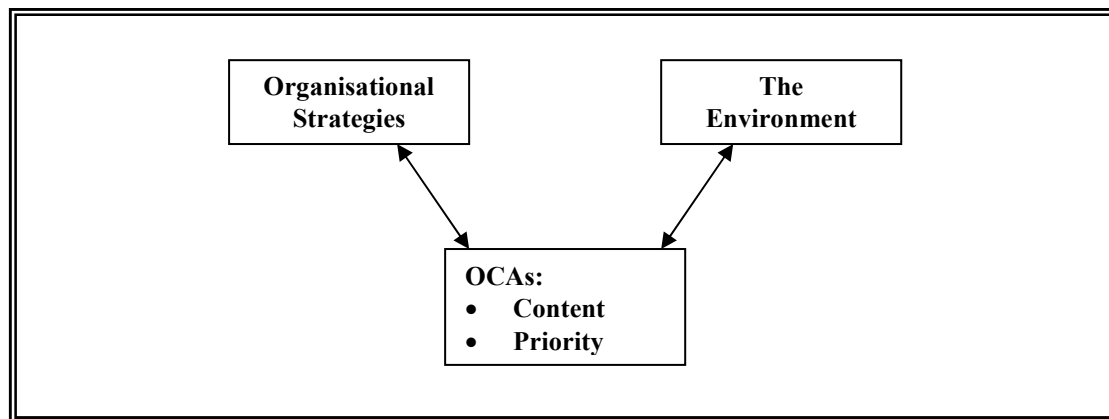 Organisational
Strategies
The
Environment
OCAs:
• Content
• Priority